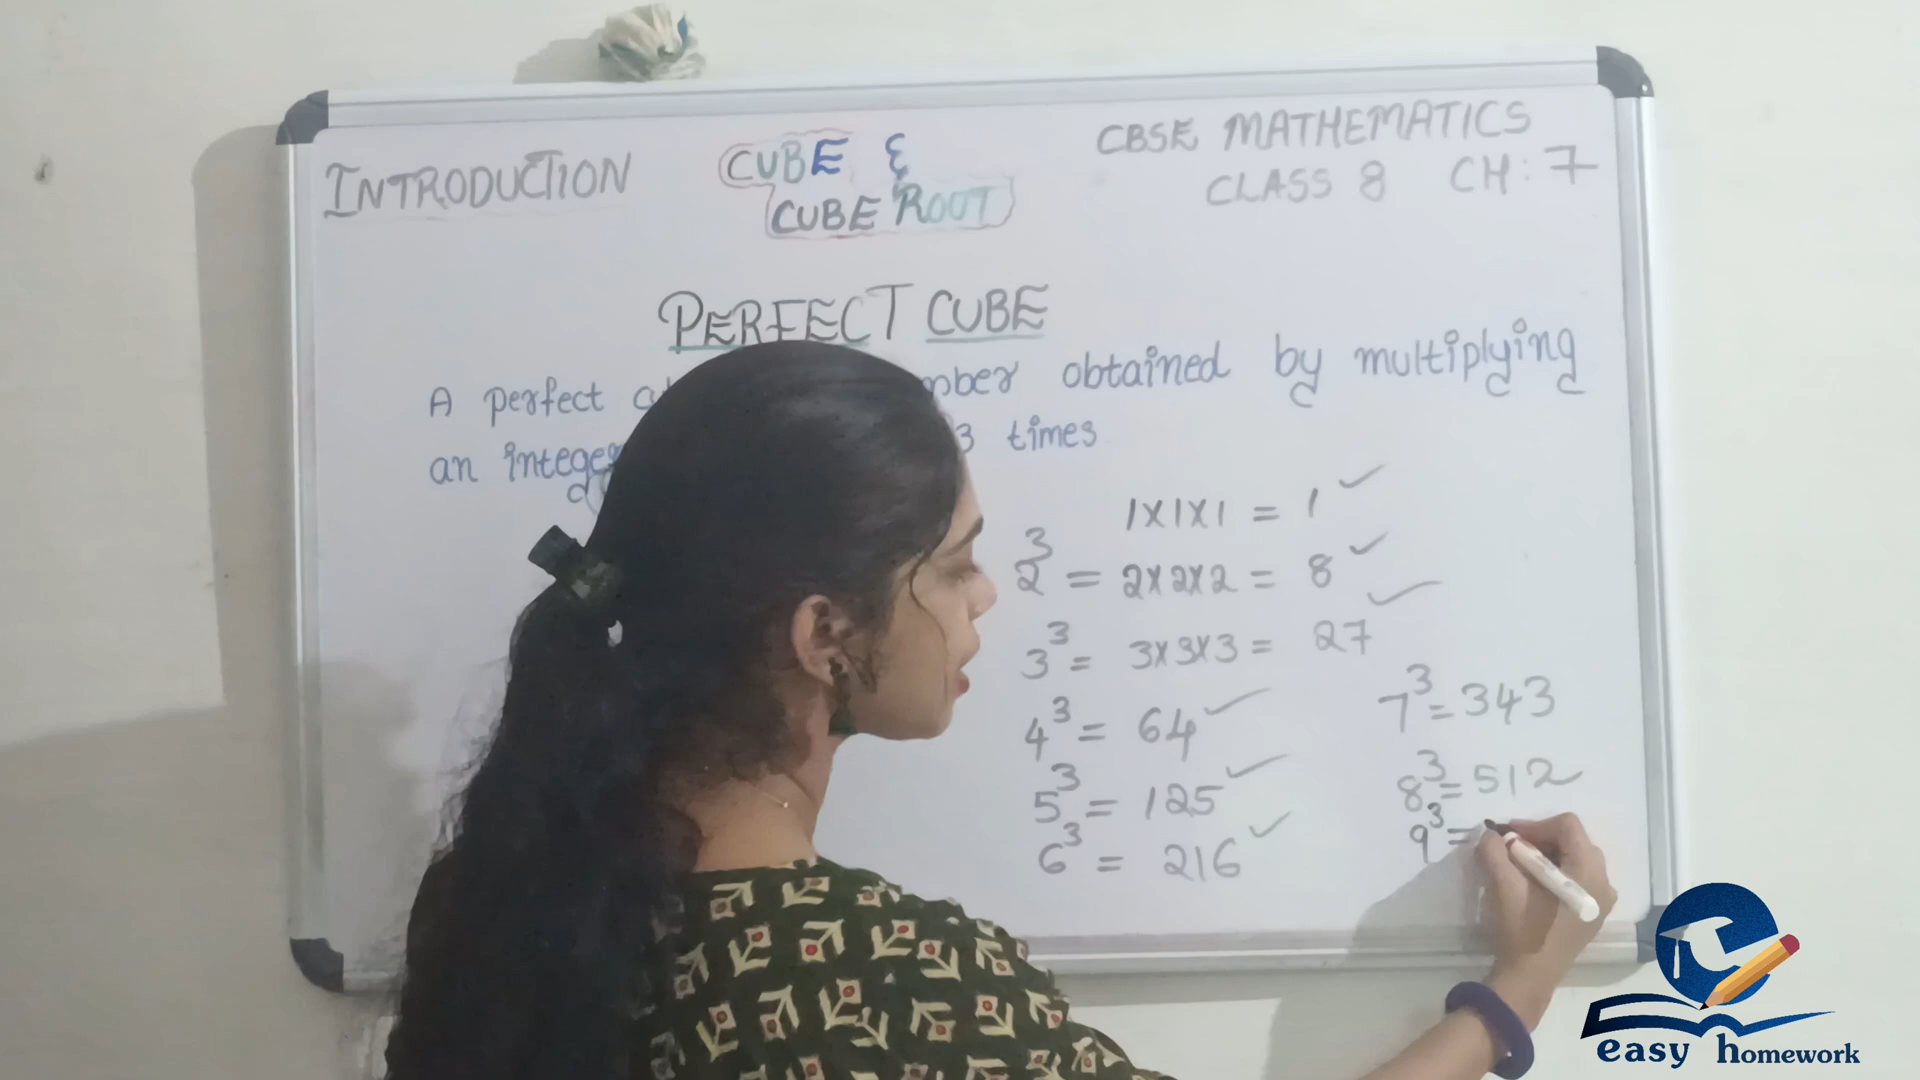 INTRODUCTION
CUBE &
CUBE ROOT
CBSE MATHEMATICS
CLASS 8 CH: 7
PERFECT CUBE
A perfect obtained by multiplying
an 3 times
1x1x1 = 1
2³ = 2x2x2 = 8
3³ = 3x3x3 = 27
4³ = 64
5³ = 125
6³ = 216
7³ = 343
8³ = 512
9³ =
easy homework